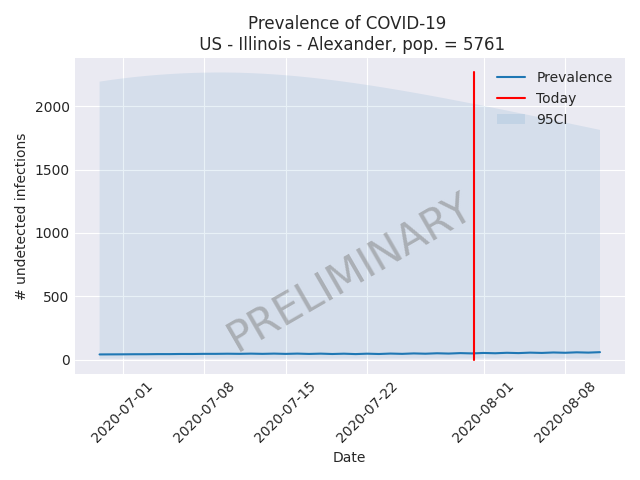 Prevalence of COVID-19
US - Illinois - Alexander, pop. = 5761
Prevalence
Today
95CI
2000
1500
1000
500
0
# undetected infections
PRELIMINARY
2020-07-01
2020-07-08
2020-07-15
2020-07-22
2020-08-01
2020-08-08
Date